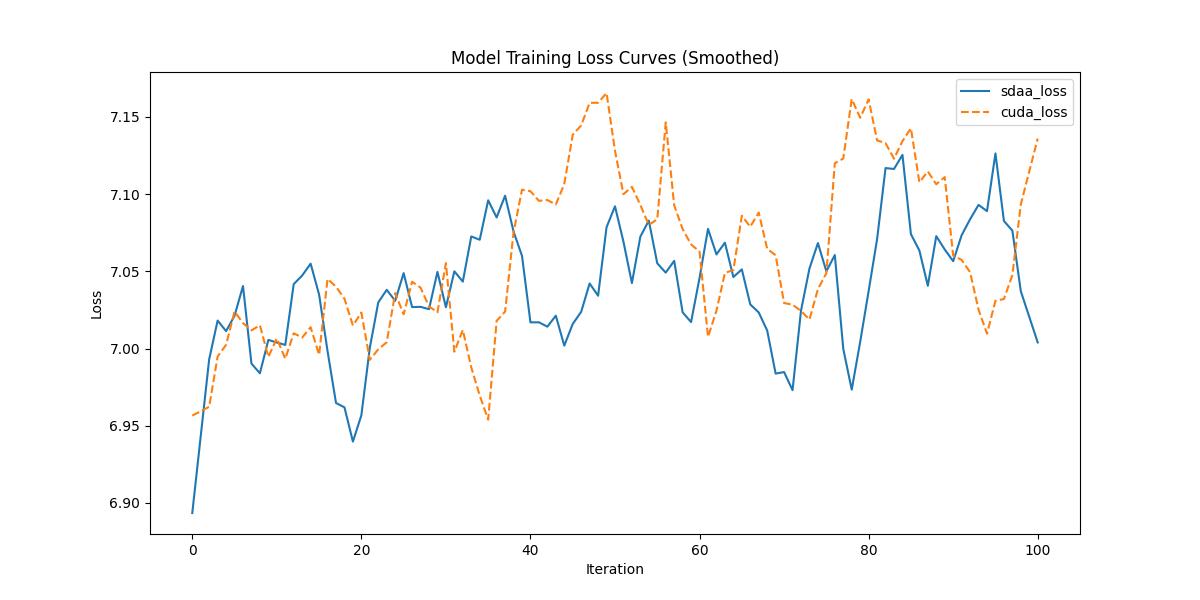 Model Training Loss Curves (Smoothed)
sdaa_loss
cuda_loss
7.15
7.10
7.05
7.00
6.95
6.90
Loss
0 20 40 60 80 100
Iteration